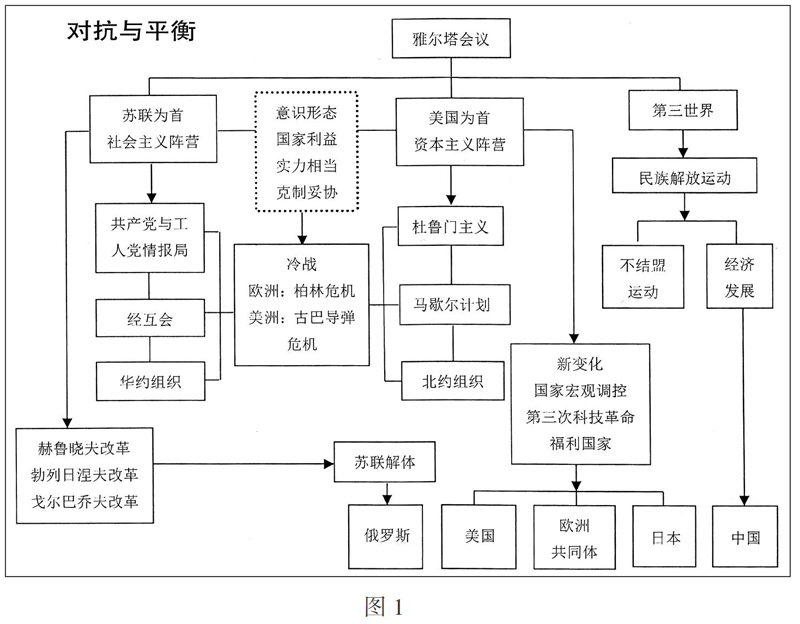 对抗与平衡
雅尔塔会议
苏联为首
社会主义阵营
意识形态
国家利益
实力相当
克制妥协
美国为首
资本主义阵营
第三世界
民族解放运动
共产党与工
人党情报局
杜鲁门主义
冷战
欧洲：柏林危机
美洲：古巴导弹
危机
不结盟
运动
经济
发展
经互会
马歇尔计划
华约组织
北约组织
新变化
国家宏观调控
第三次科技革命
福利国家
赫鲁晓夫改革
勃列日涅夫改革
戈尔巴乔夫改革
苏联解体
俄罗斯
美国
欧洲
共同体
日本
中国
图 1